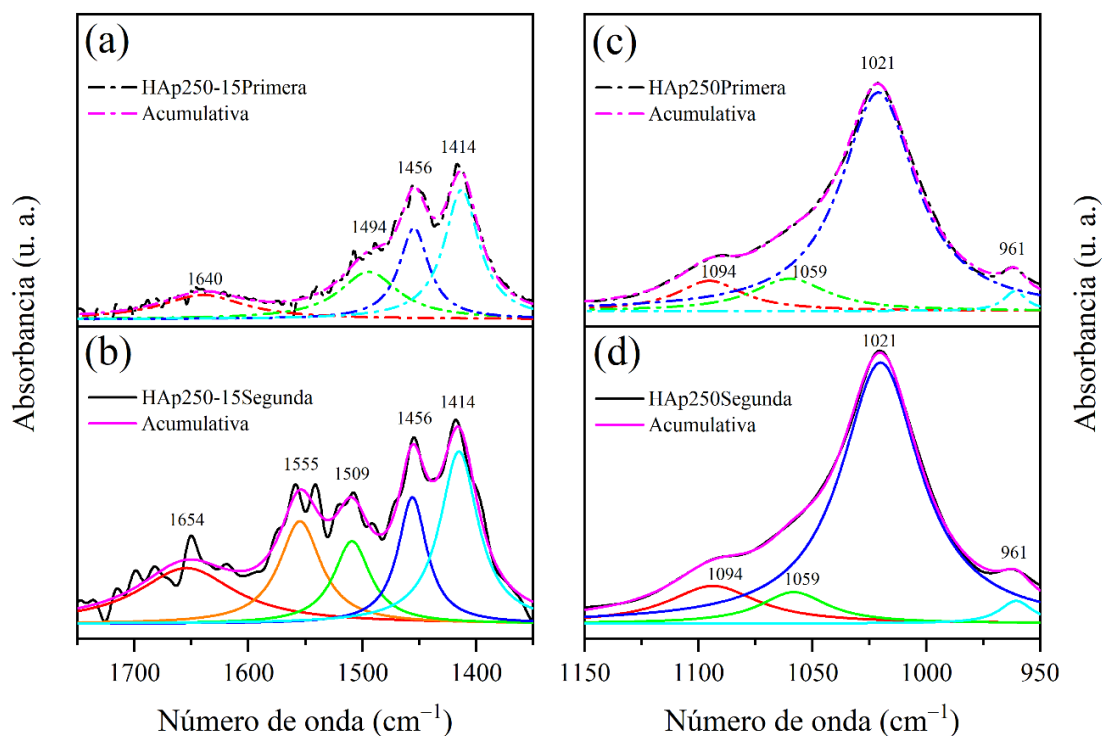 (a)
HAp250-15Primera
Acumulativa
1640
1494
1456
1414
(b)
HAp250-15Segunda
Acumulativa
1654
1555
1509
1456
1414
1700
1600
1500
1400
Número de onda (cm⁻¹)
Absorbancia (u. a.)
(c)
HAp250Primera
Acumulativa
1094
1059
1021
961
(d)
HAp250Segunda
Acumulativa
1094
1059
1021
961
1150
1100
1050
1000
950
Número de onda (cm⁻¹)
Absorbancia (u. a.)